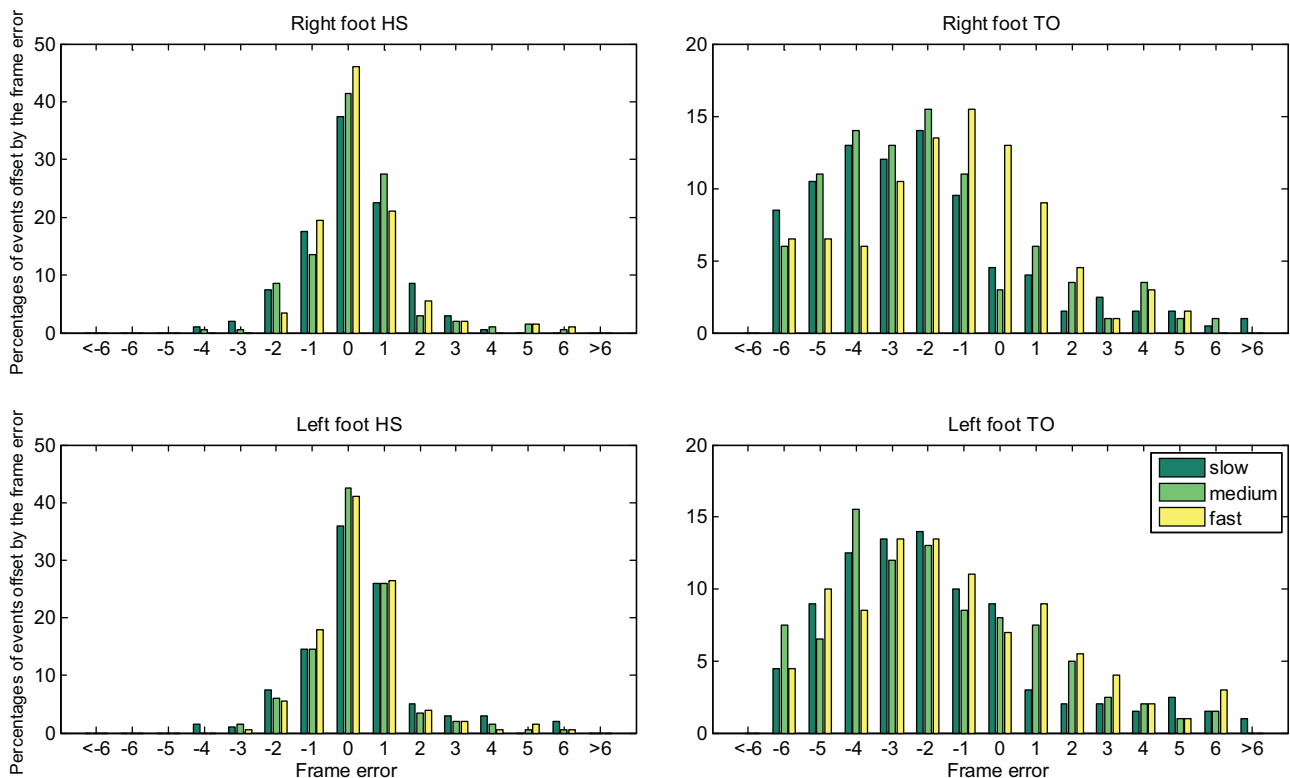 Right foot HS
Percentages of events offset by the frame error
50
40
30
20
10
0
<-6 -6 -5 -4 -3 -2 -1 0 1 2 3 4 5 6 >6
Right foot TO
20
15
10
5
0
<-6 -6 -5 -4 -3 -2 -1 0 1 2 3 4 5 6 >6
Left foot HS
Percentages of events offset by the frame error
50
40
30
20
10
0
<-6 -6 -5 -4 -3 -2 -1 0 1 2 3 4 5 6 >6
Frame error
Left foot TO
20
15
10
5
0
slow
medium
fast
<-6 -6 -5 -4 -3 -2 -1 0 1 2 3 4 5 6 >6
Frame error